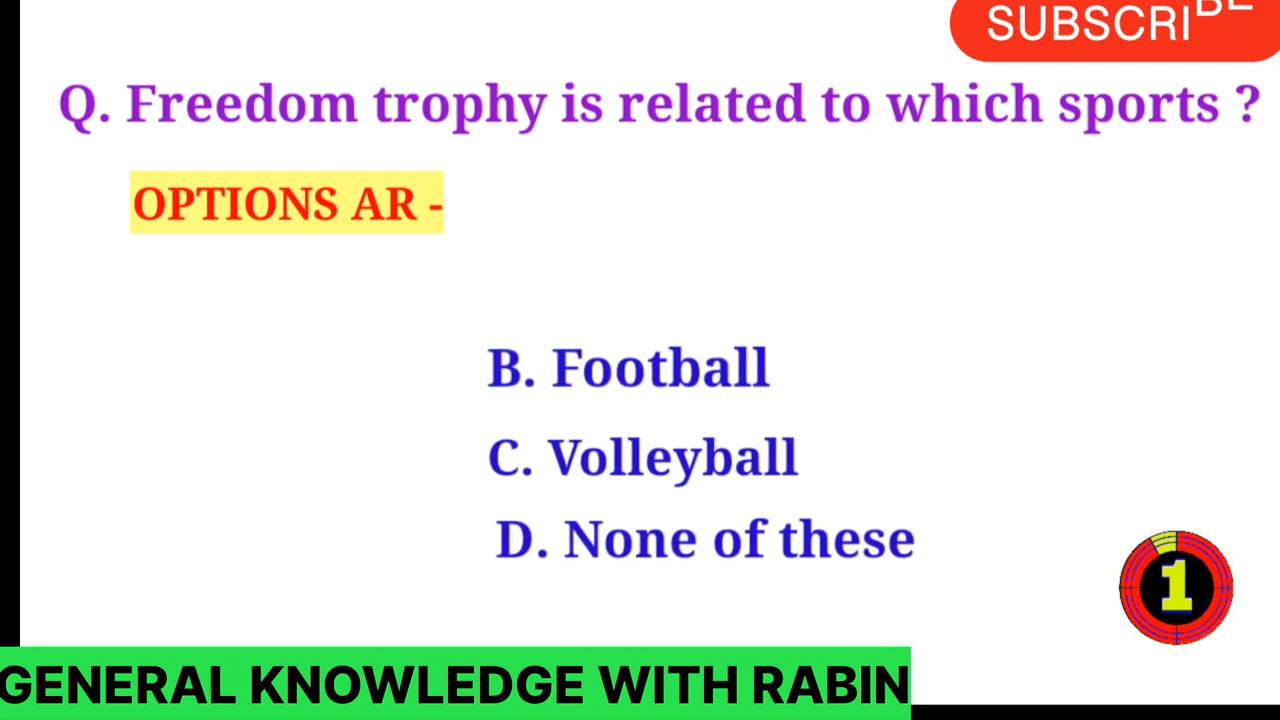 SUBSCRIBE
Q. Freedom trophy is related to which sports ?
OPTIONS AR -
B. Football
C. Volleyball
D. None of these
1
GENERAL KNOWLEDGE WITH RABIN